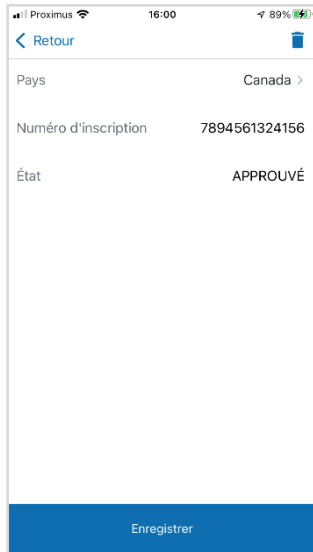 Proximus 16:00 89%
Retour
Pays Canada
Numéro d'inscription 7894561324156
État APPROUVÉ
Enregistrer